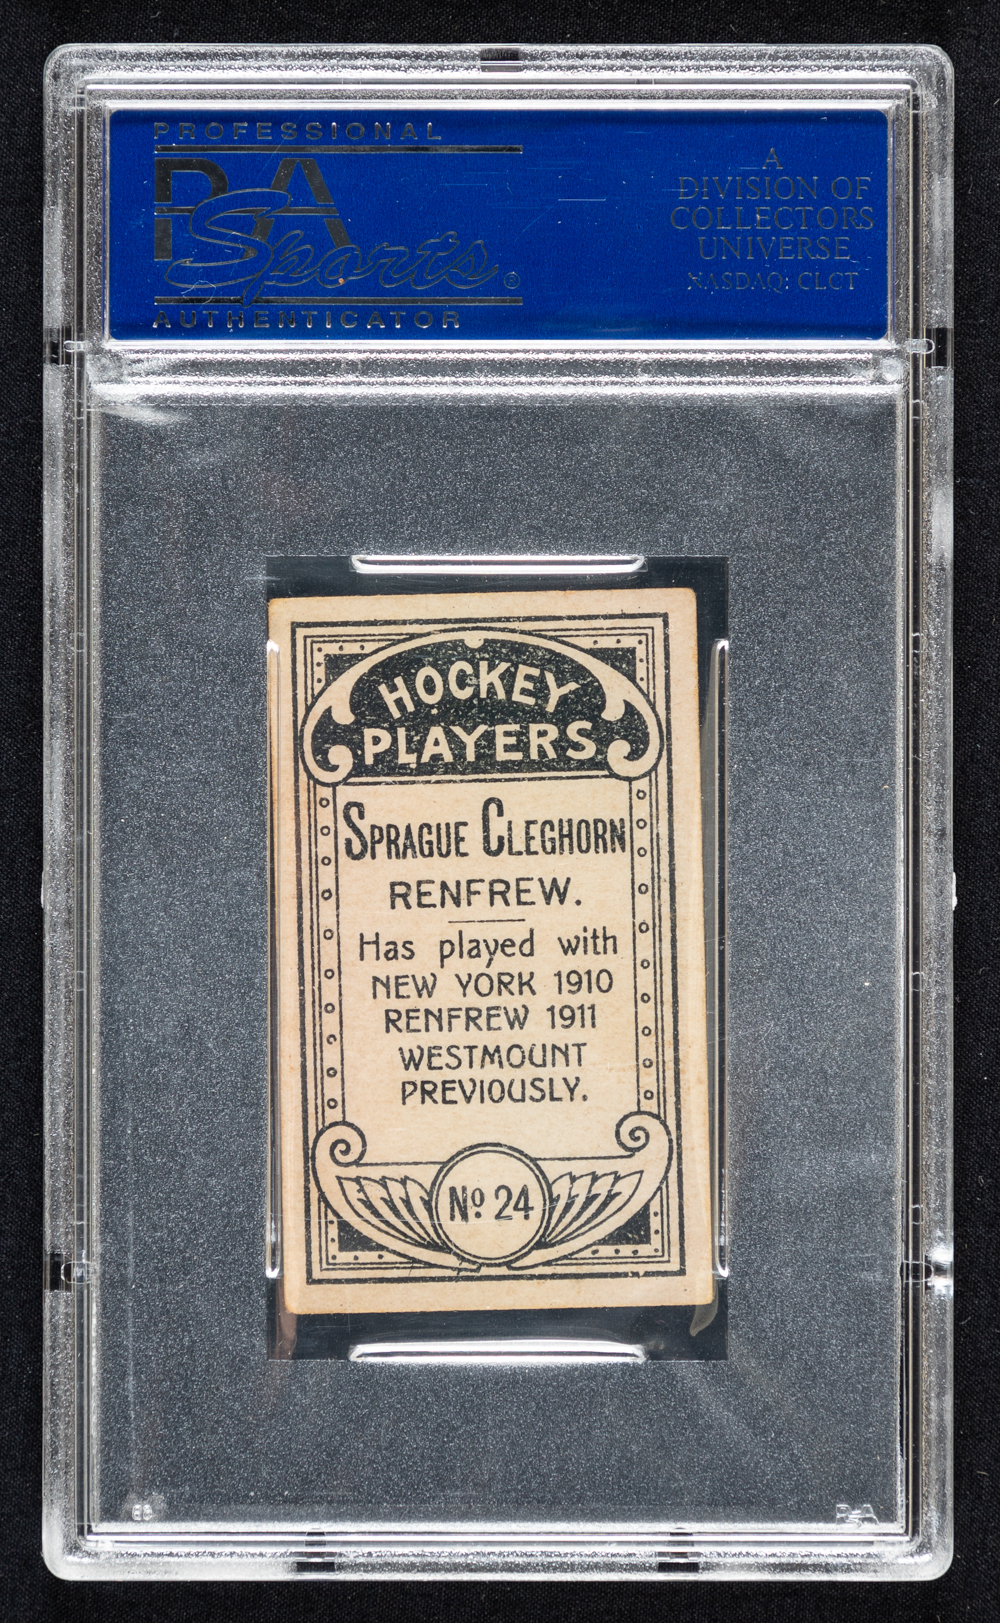 PROFESSIONAL
PSA
Sports®
AUTHENTICATOR
A
DIVISION OF
COLLECTORS
UNIVERSE
NASDAQ: CLCT
HOCKEY
PLAYERS
SPRAGUE CLEGHORN
RENFREW.
Has played with
NEW YORK 1910
RENFREW 1911
WESTMOUNT
PREVIOUSLY.
Nº 24
PSA